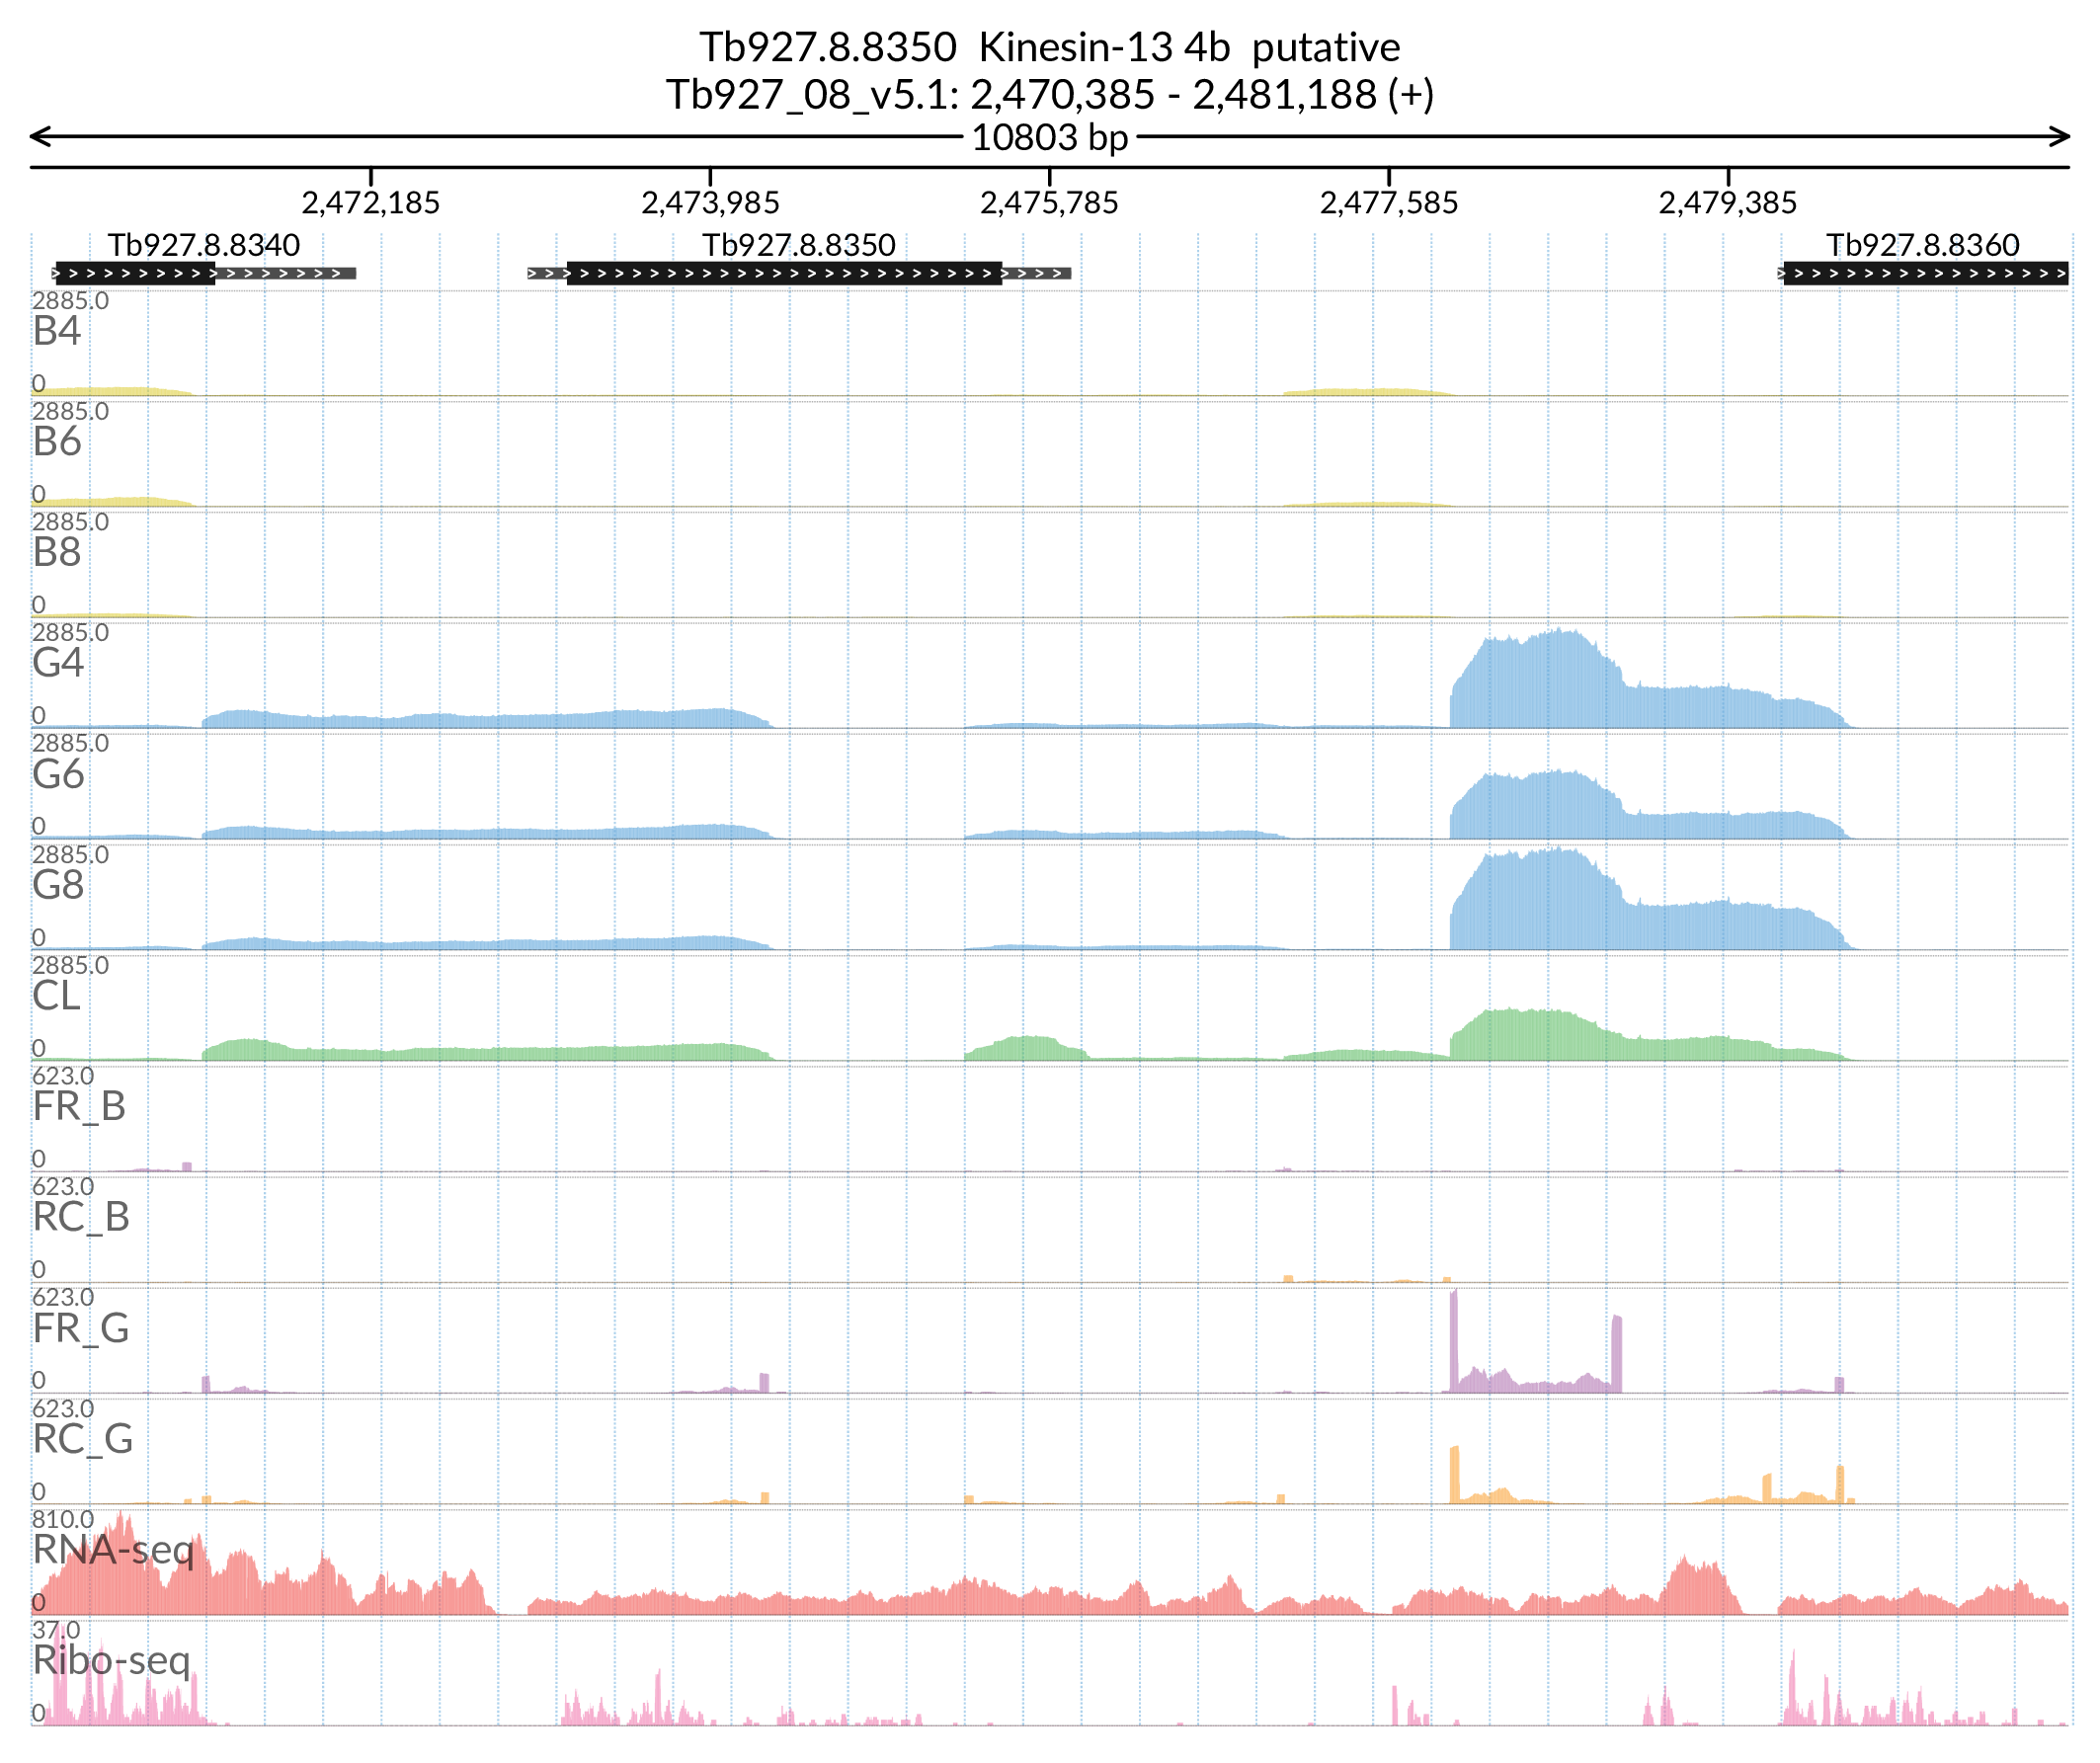 Tb927.8.8350 Kinesin-13 4b putative
Tb927_08_v5.1: 2,470,385 - 2,481,188 (+)
10803 bp
2,472,185 2,473,985 2,475,785 2,477,585 2,479,385
Tb927.8.8340 Tb927.8.8350 Tb927.8.8360
2885.0
B4
0
2885.0
B6
0
2885.0
B8
0
2885.0
G4
0
2885.0
G6
0
2885.0
G8
0
2885.0
CL
0
623.0
FR_B
0
623.0
RC_B
0
623.0
FR_G
0
623.0
RC_G
0
810.0
RNA-seq
0
37.0
Ribo-seq
0